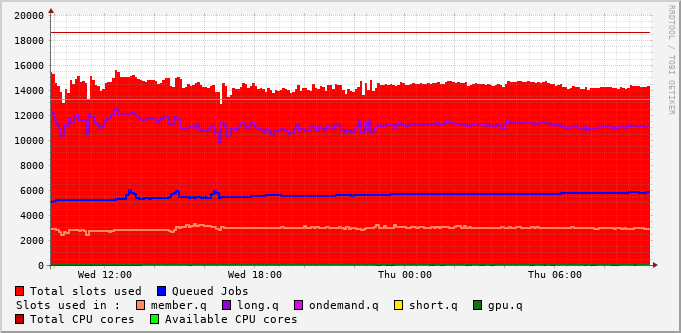 20000
18000
16000
14000
12000
10000
8000
6000
4000
2000
0
Wed 12:00 Wed 18:00 Thu 00:00 Thu 06:00
RRDTOOL / TOBI OETIKER
Total slots used Queued Jobs
Slots used in : member.q long.q ondemand.q short.q gpu.q
Total CPU cores Available CPU cores